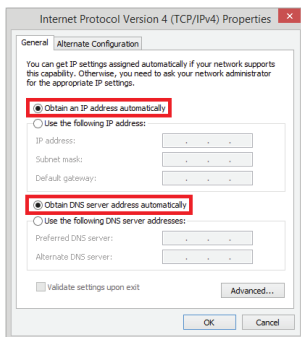 Internet Protocol Version 4 (TCP/IPv4) Properties
General Alternate Configuration
You can get IP settings assigned automatically if your network supports
this capability. Otherwise, you need to ask your network administrator
for the appropriate IP settings.
Obtain an IP address automatically
Use the following IP address:
IP address:
Subnet mask:
Default gateway:
Obtain DNS server address automatically
Use the following DNS server addresses:
Preferred DNS server:
Alternate DNS server:
Validate settings upon exit
Advanced...
OK Cancel